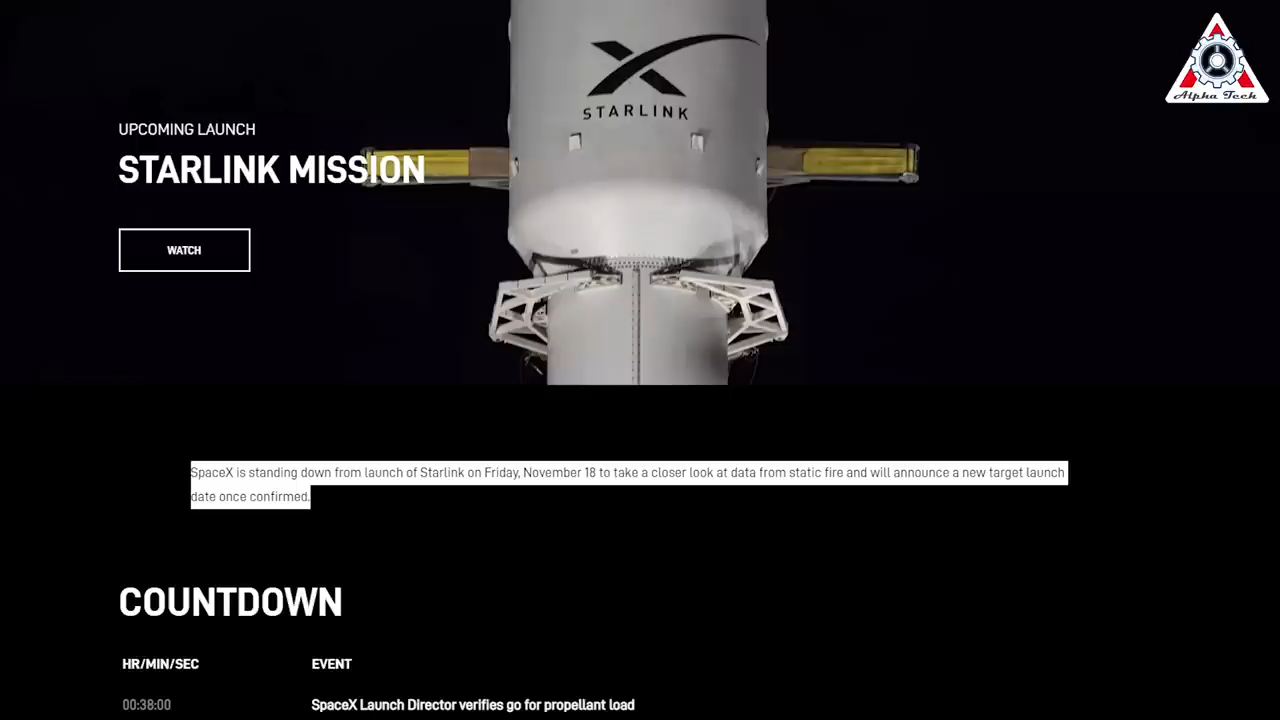 Alpha Tech
STARLINK
UPCOMING LAUNCH
STARLINK MISSION
WATCH
SpaceX is standing down from launch of Starlink on Friday, November 18 to take a closer look at data from static fire and will announce a new target launch
date once confirmed.
COUNTDOWN
HR/MIN/SEC EVENT
00:38:00 SpaceX Launch Director verifies go for propellant load